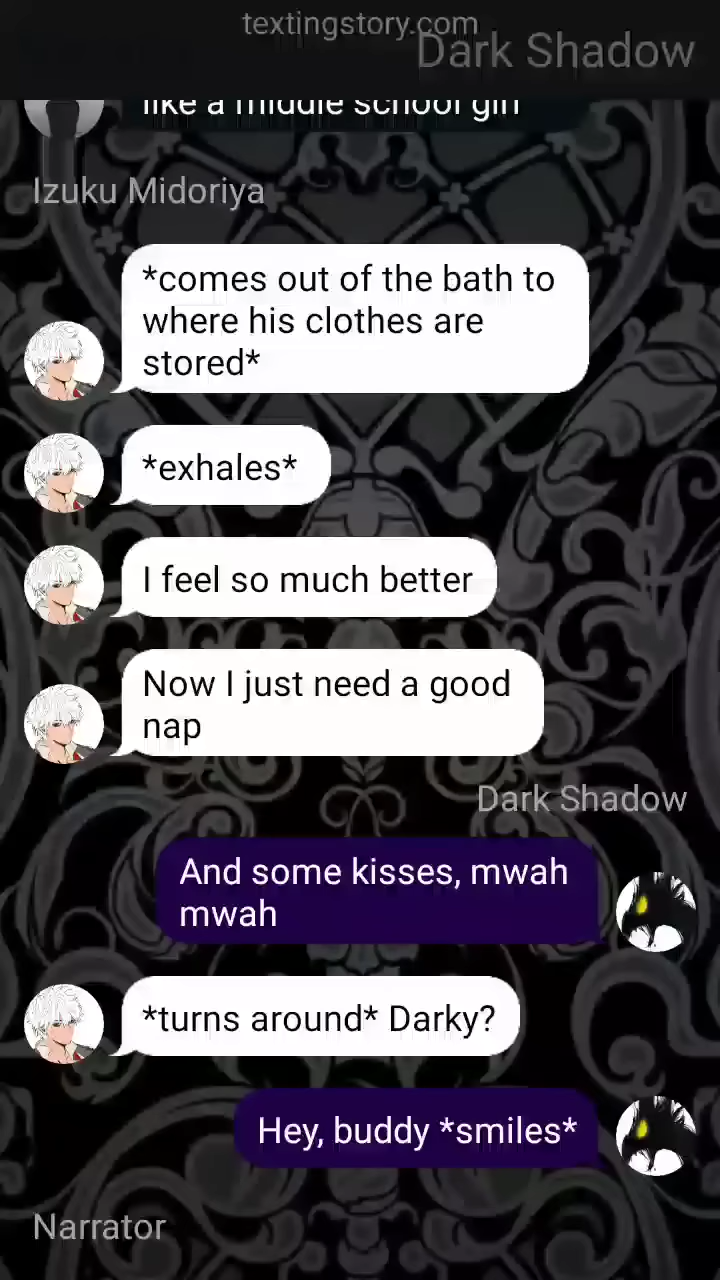 textingstory.com
Dark Shadow
like a middle school girl
Izuku Midoriya
*comes out of the bath to
where his clothes are
stored*
*exhales*
I feel so much better
Now I just need a good
nap
Dark Shadow
And some kisses, mwah
mwah
*turns around* Darky?
Hey, buddy *smiles*
Narrator